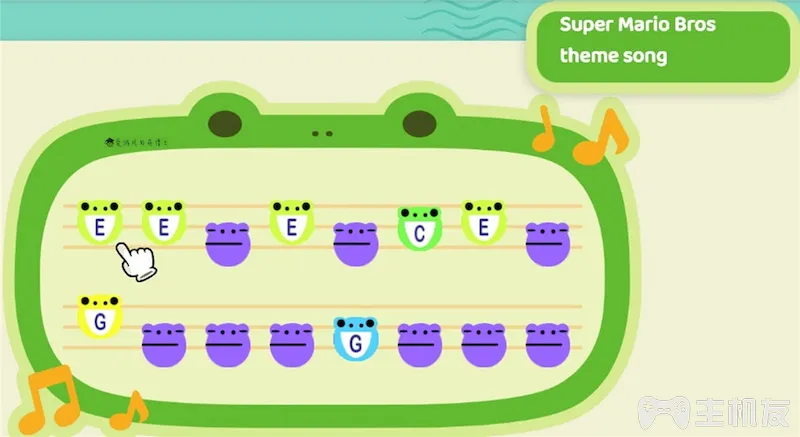 Super Mario Bros
theme song
E E E C E
G G
主机友